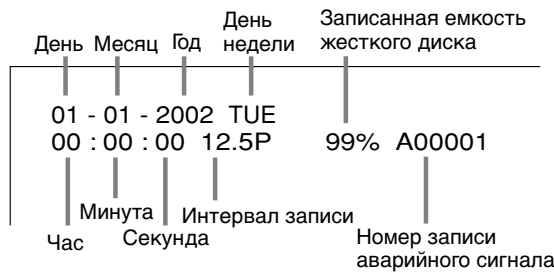 День Месяц Год День недели Записанная емкость жесткого диска
01 - 01 - 2002 TUE
00 : 00 : 00 12.5P 99% A00001
Час Минута Секунда Интервал записи Номер записи аварийного сигнала